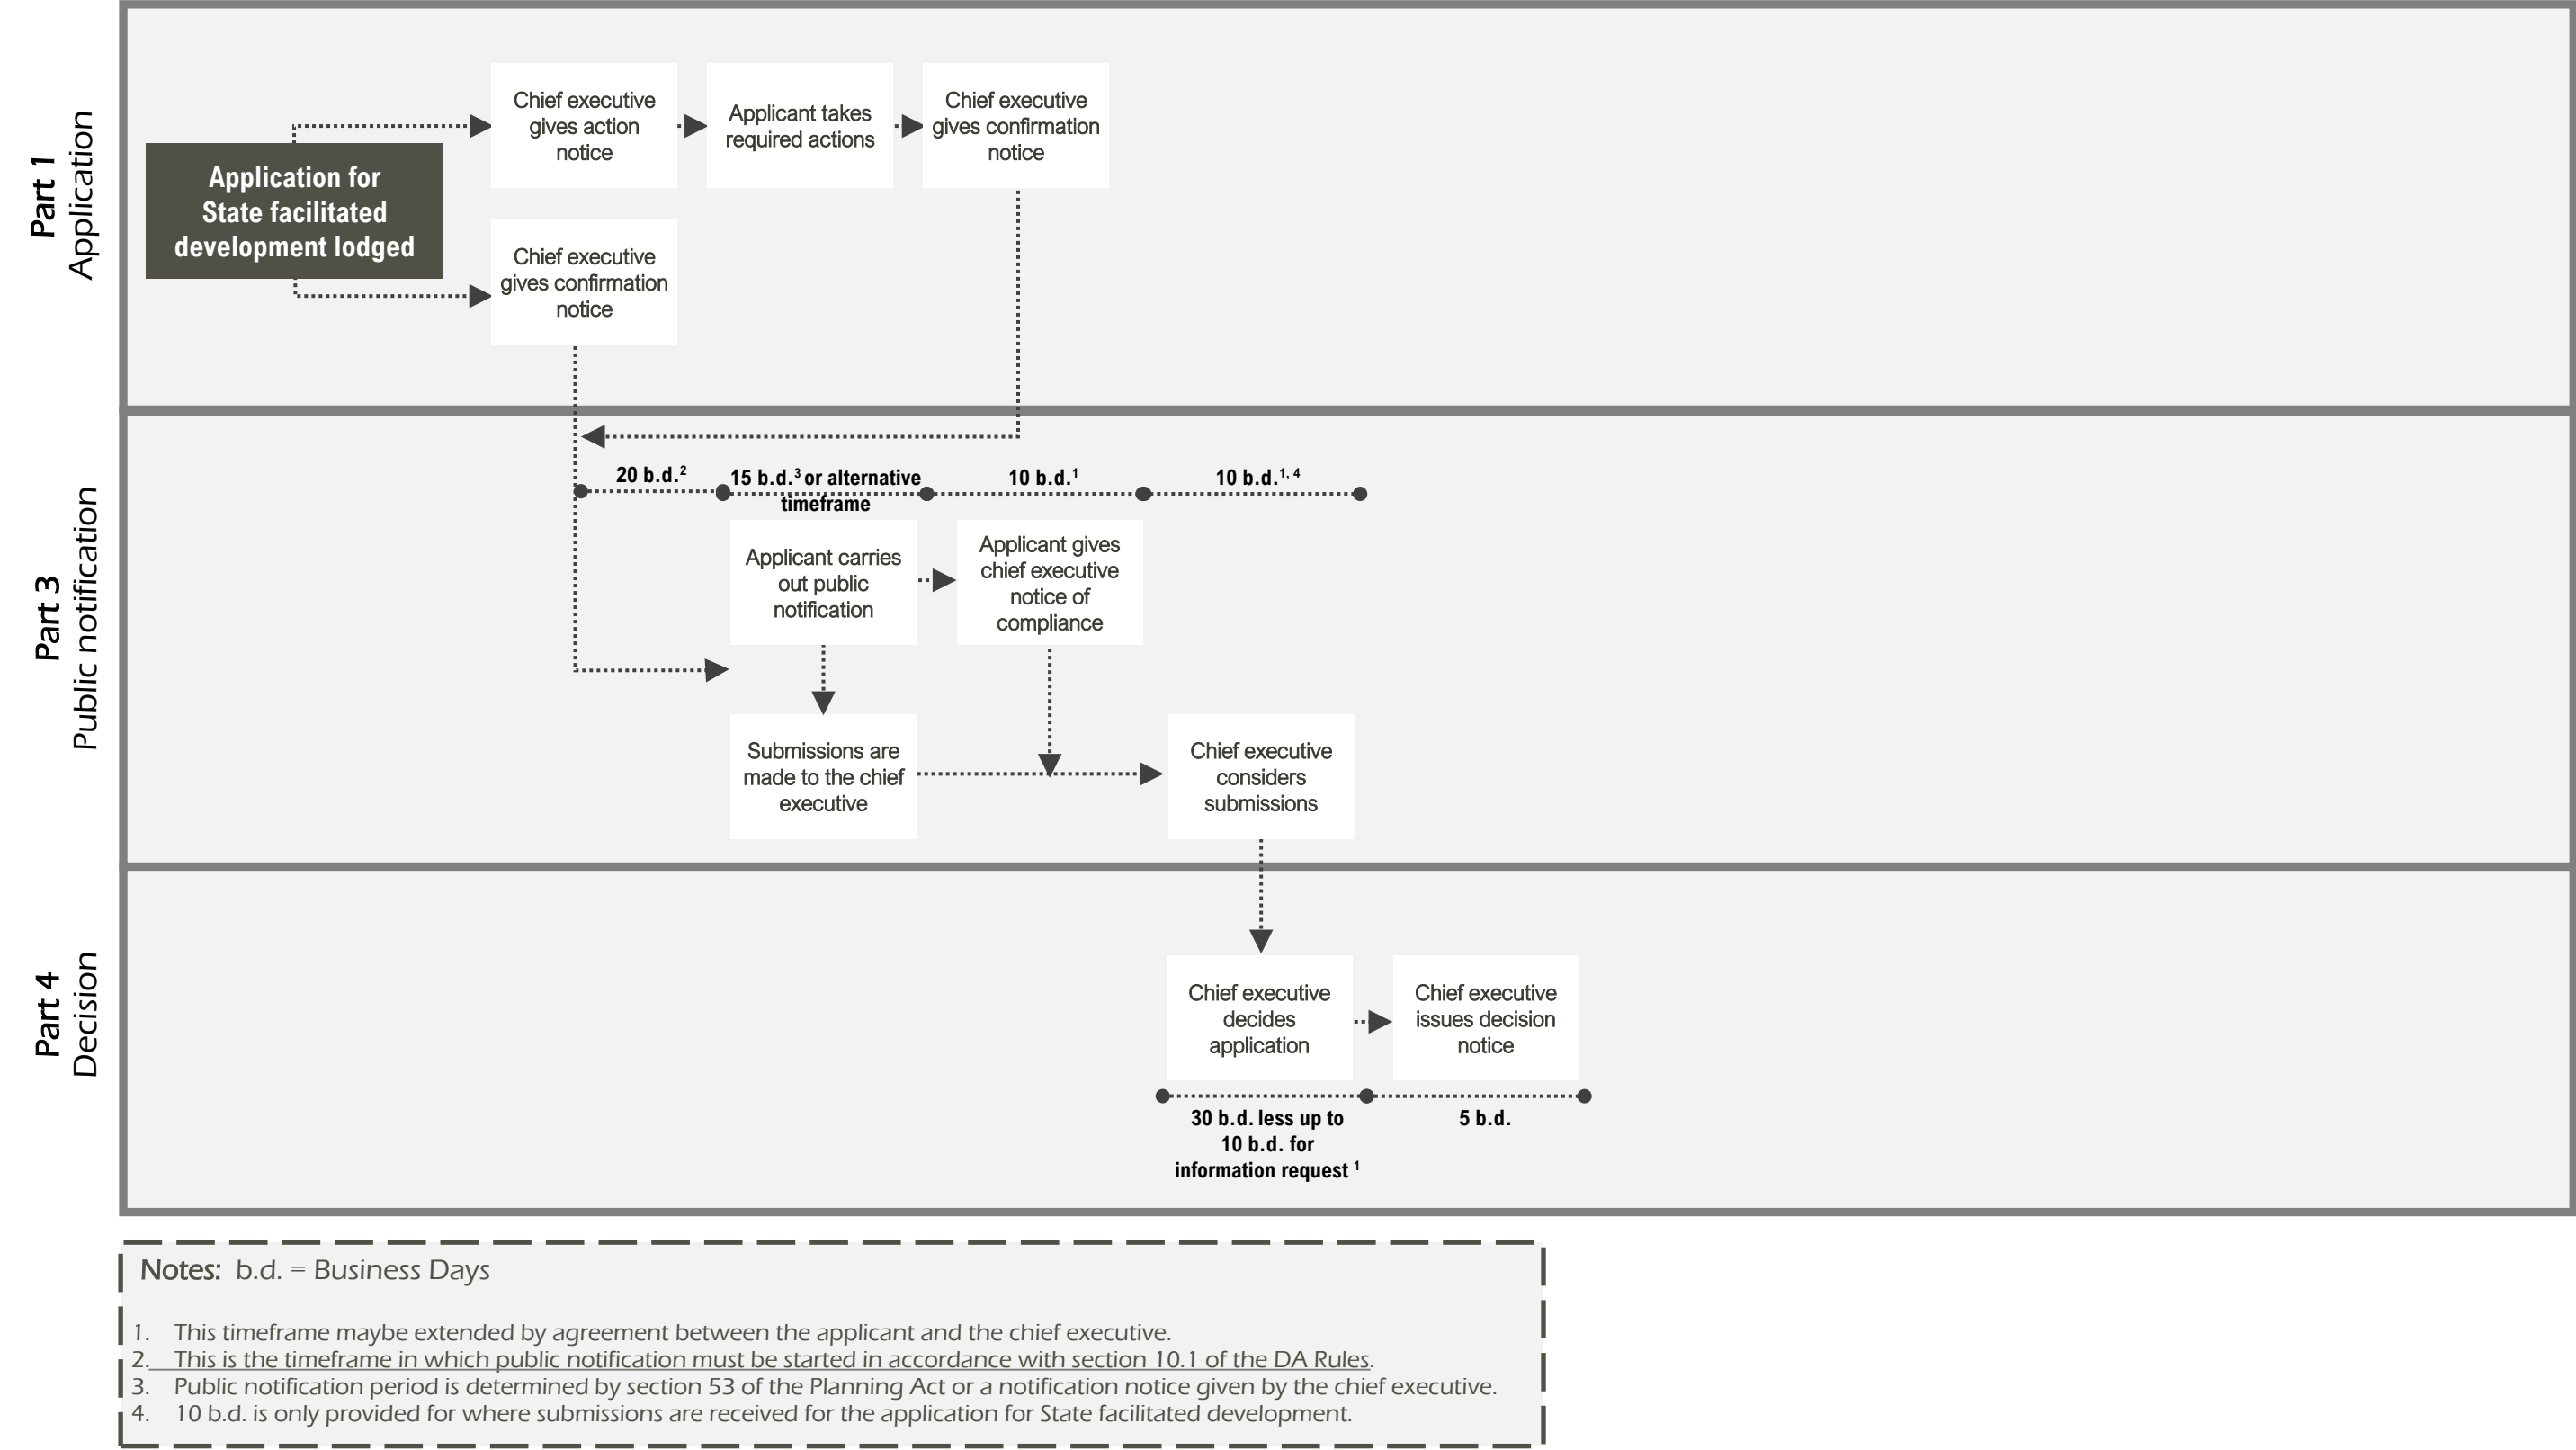 Part 1
Application
Chief executive
gives action
notice
Applicant takes
required actions
Chief executive
gives confirmation
notice
Application for
State facilitated
development lodged
Chief executive
gives confirmation
notice
Part 3
Public notification
20 b.d.²
15 b.d.³ or alternative
timeframe
10 b.d.¹
10 b.d.¹, ⁴
Applicant carries
out public
notification
Applicant gives
chief executive
notice of
compliance
Submissions are
made to the chief
executive
Chief executive
considers
submissions
Part 4
Decision
Chief executive
decides
application
Chief executive
issues decision
notice
30 b.d. less up to
10 b.d. for
information request ¹
5 b.d.
Notes: b.d. = Business Days
1. This timeframe maybe extended by agreement between the applicant and the chief executive.
2. This is the timeframe in which public notification must be started in accordance with section 10.1 of the DA Rules.
3. Public notification period is determined by section 53 of the Planning Act or a notification notice given by the chief executive.
4. 10 b.d. is only provided for where submissions are received for the application for State facilitated development.